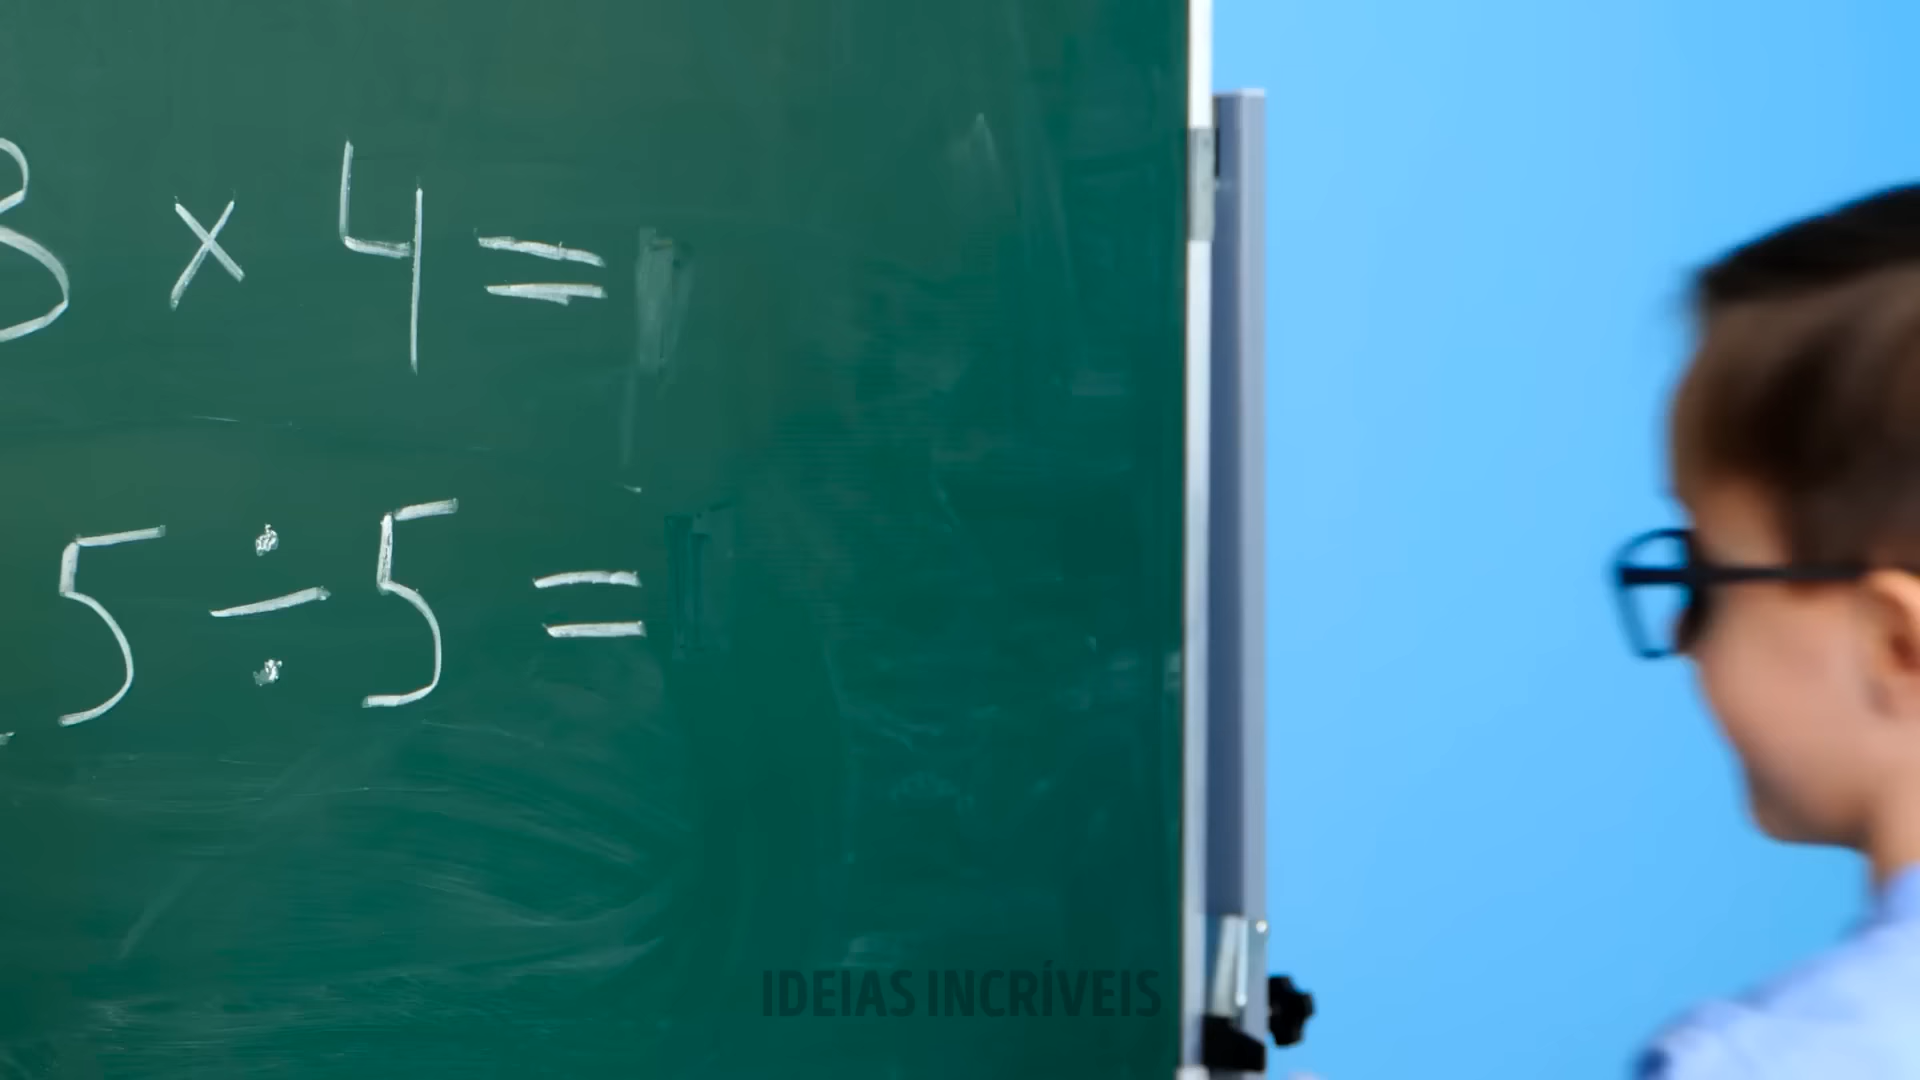 3 × 4 =
5 ÷ 5 =
IDEIAS INCRÍVEIS